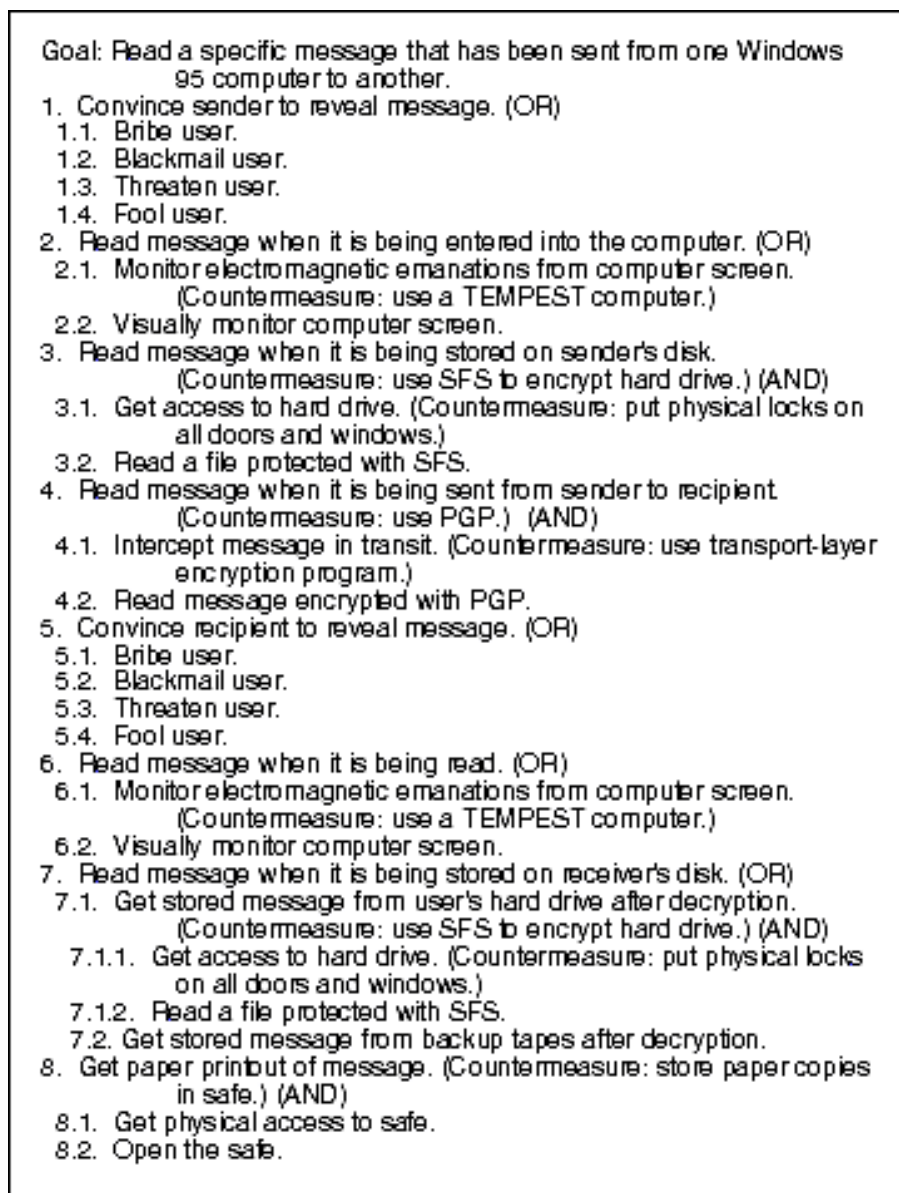 Goal: Read a specific message that has been sent from one Windows
95 computer to another.
1. Convince sender to reveal message. (OR)
1.1. Bribe user.
1.2. Blackmail user.
1.3. Threaten user.
1.4. Fool user.
2. Read message when it is being entered into the computer. (OR)
2.1. Monitor electromagnetic emanations from computer screen.
(Countermeasure: use a TEMPEST computer.)
2.2. Visually monitor computer screen.
3. Read message when it is being stored on sender's disk.
(Countermeasure: use SFS to encrypt hard drive.) (AND)
3.1. Get access to hard drive. (Countermeasure: put physical locks on
all doors and windows.)
3.2. Read a file protected with SFS.
4. Read message when it is being sent from sender to recipient.
(Countermeasure: use PGP.) (AND)
4.1. Intercept message in transit. (Countermeasure: use transport-layer
encryption program.)
4.2. Read message encrypted with PGP.
5. Convince recipient to reveal message. (OR)
5.1. Bribe user.
5.2. Blackmail user.
5.3. Threaten user.
5.4. Fool user.
6. Read message when it is being read. (OR)
6.1. Monitor electromagnetic emanations from computer screen.
(Countermeasure: use a TEMPEST computer.)
6.2. Visually monitor computer screen.
7. Read message when it is being stored on receiver's disk. (OR)
7.1. Get stored message from user's hard drive after decryption.
(Countermeasure: use SFS to encrypt hard drive.) (AND)
7.1.1. Get access to hard drive. (Countermeasure: put physical locks
on all doors and windows.)
7.1.2. Read a file protected with SFS.
7.2. Get stored message from backup tapes after decryption.
8. Get paper printout of message. (Countermeasure: store paper copies
in safe.) (AND)
8.1. Get physical access to safe.
8.2. Open the safe.